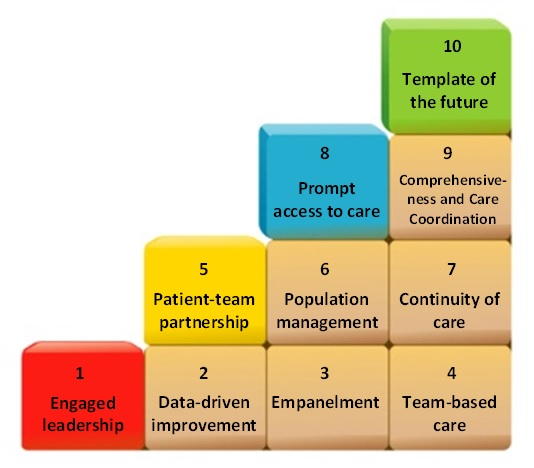 10
Template of
the future
8
Prompt
access to care
9
Comprehensive-
ness and Care
Coordination
5
Patient-team
partnership
6
Population
management
7
Continuity of
care
1
Engaged
leadership
2
Data-driven
improvement
3
Empanelment
4
Team-based
care